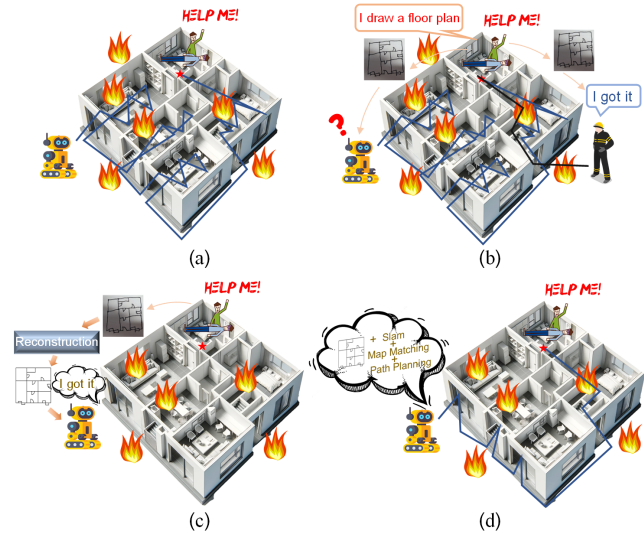 HELP ME!
(a)
I draw a floor plan
HELP ME!
I got it
?
(b)
HELP ME!
Reconstruction
I got it
(c)
HELP ME!
+ Slam
+
Map Matching
+
Path Planning
(d)